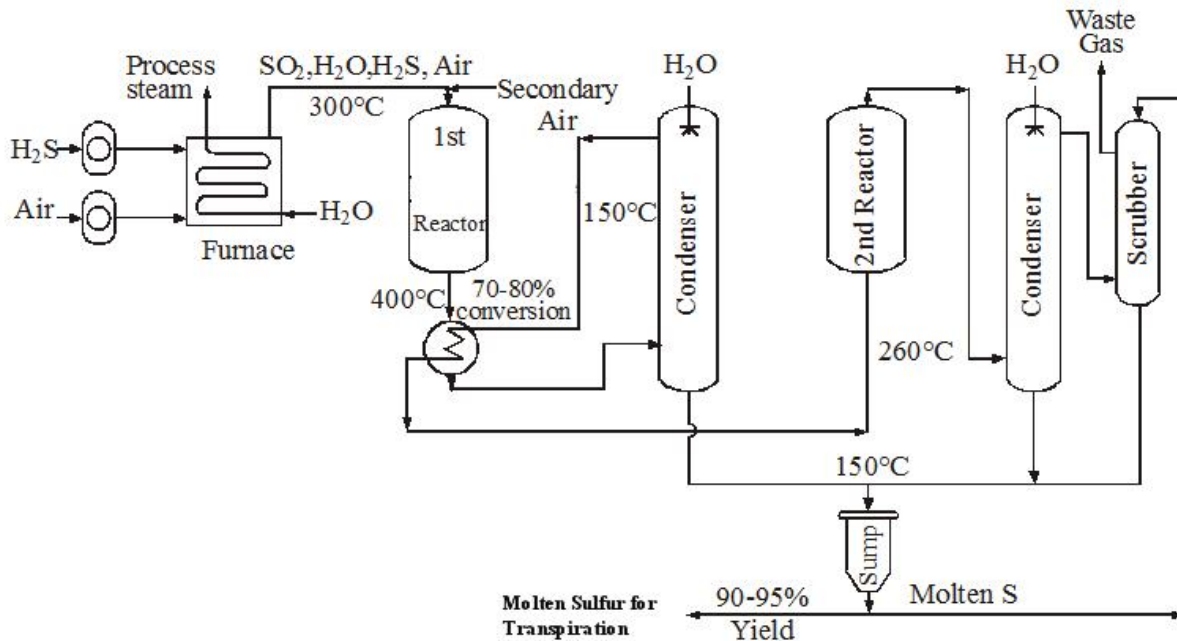 Waste
Gas
Process
steam
SO₂,H₂O,H₂S, Air
300°C
Secondary
Air
H₂O
H₂O
H₂S
Air
H₂O
Furnace
1st
Reactor
150°C
Condenser
2nd Reactor
Condenser
Scrubber
400°C
70-80%
conversion
260°C
150°C
Sump
Molten Sulfur for
Transpiration
90-95%
Yield
Molten S